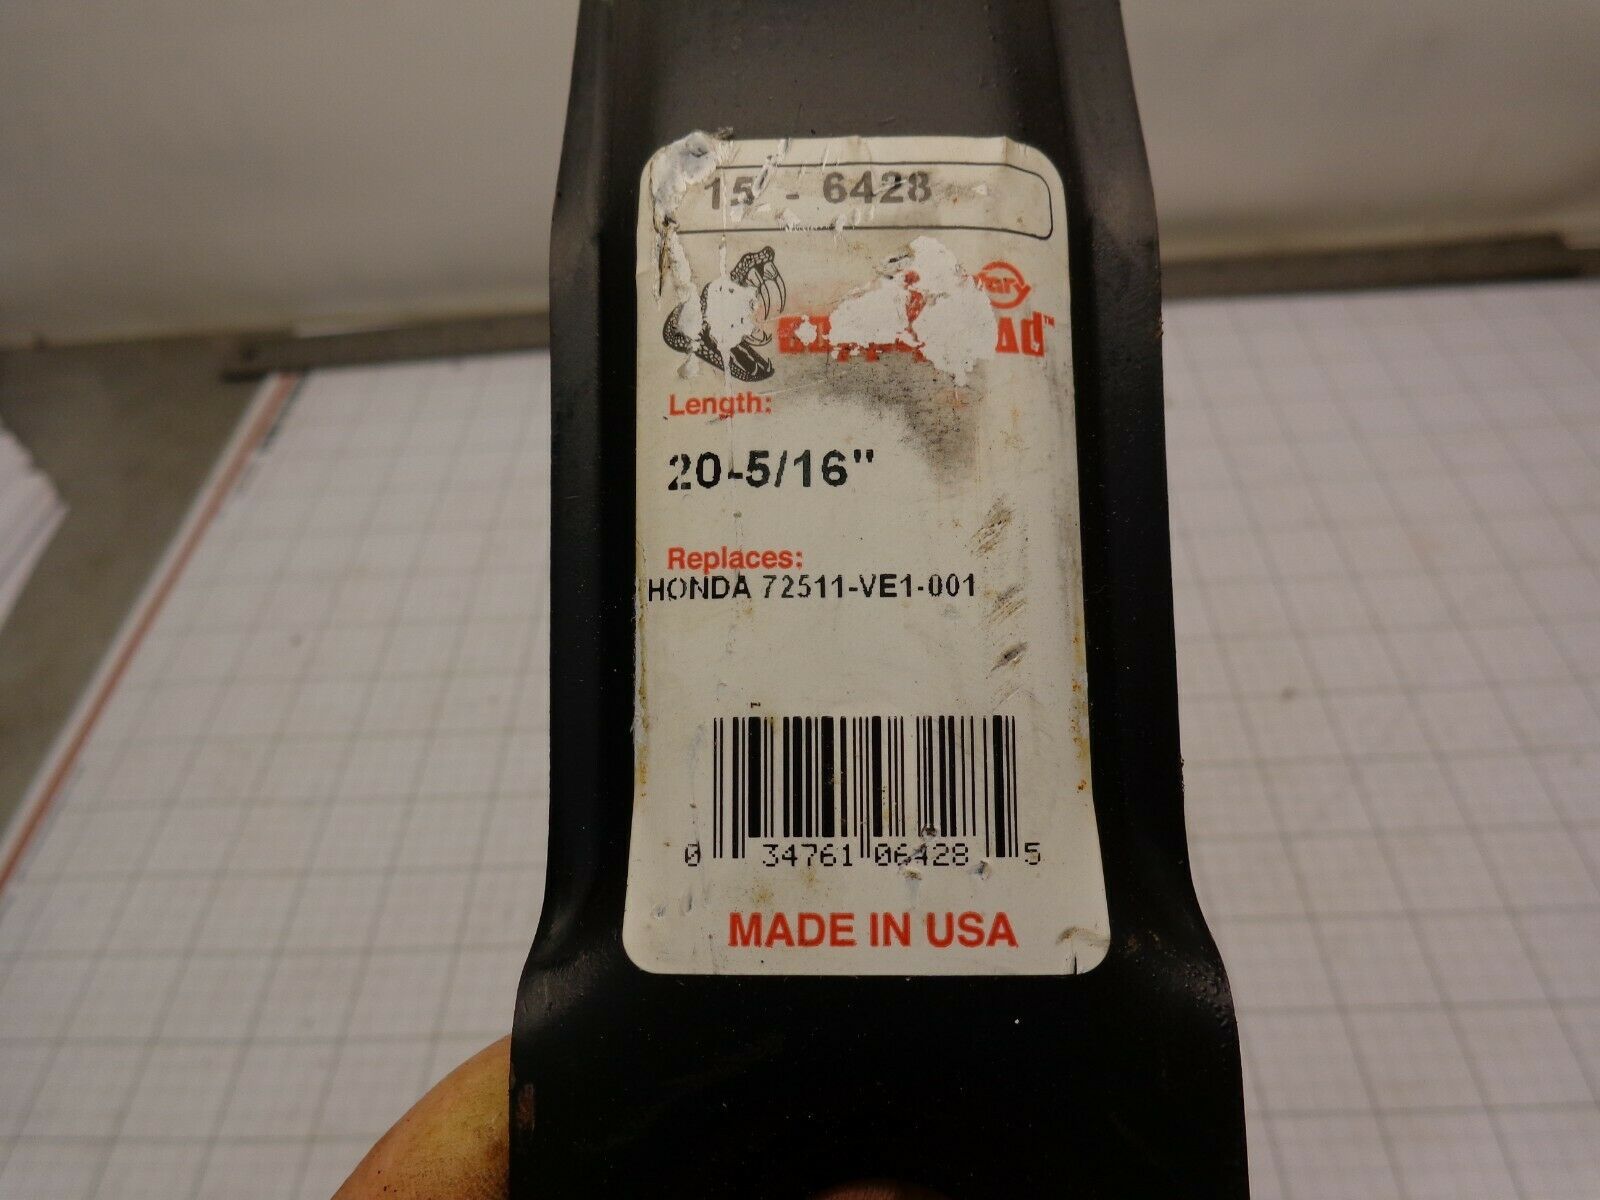 15 - 6428
Length:
20-5/16"
Replaces:
HONDA 72511-VE1-001
0 34761 06428 5
MADE IN USA